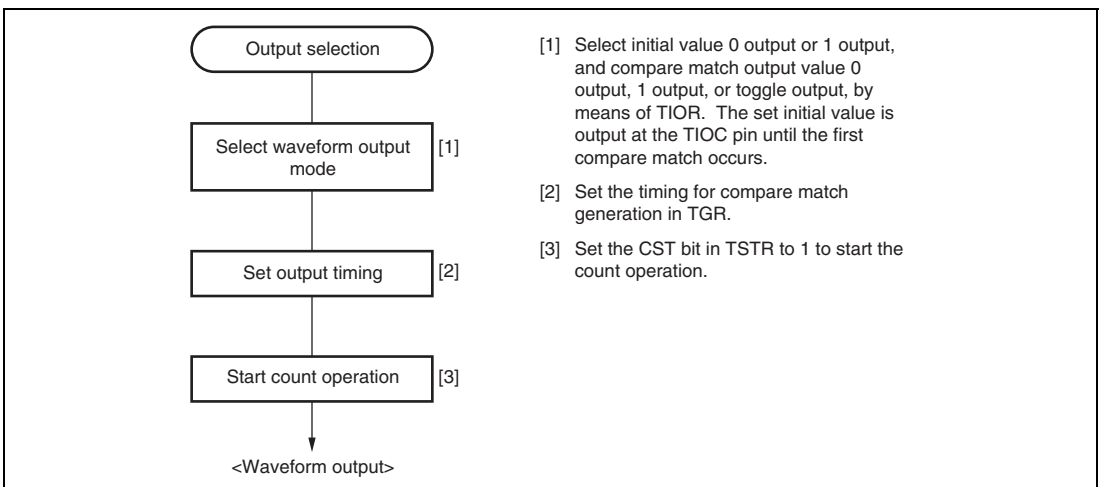 Output selection
Select waveform output
mode
[1]
Set output timing
[2]
Start count operation
[3]
<Waveform output>
[1] Select initial value 0 output or 1 output,
and compare match output value 0
output, 1 output, or toggle output, by
means of TIOR. The set initial value is
output at the TIOC pin until the first
compare match occurs.
[2] Set the timing for compare match
generation in TGR.
[3] Set the CST bit in TSTR to 1 to start the
count operation.